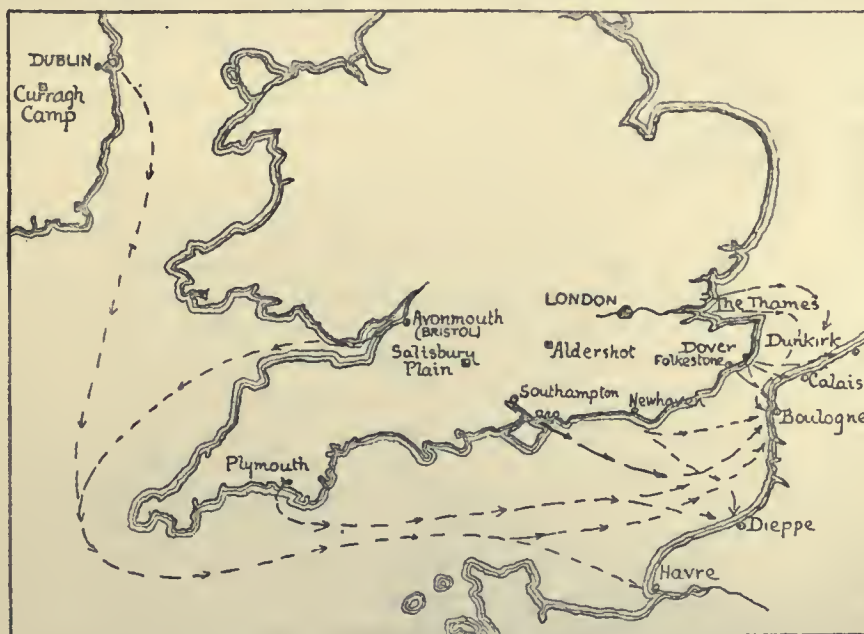 DUBLIN
Curragh
Camp
Avonmouth
(BRISTOL)
Salisbury
Plain
LONDON
The Thames
Aldershot
Dover
Folkestone
Dunkirk
Calais
Southampton
Newhaven
Boulogne
Plymouth
Dieppe
Havre